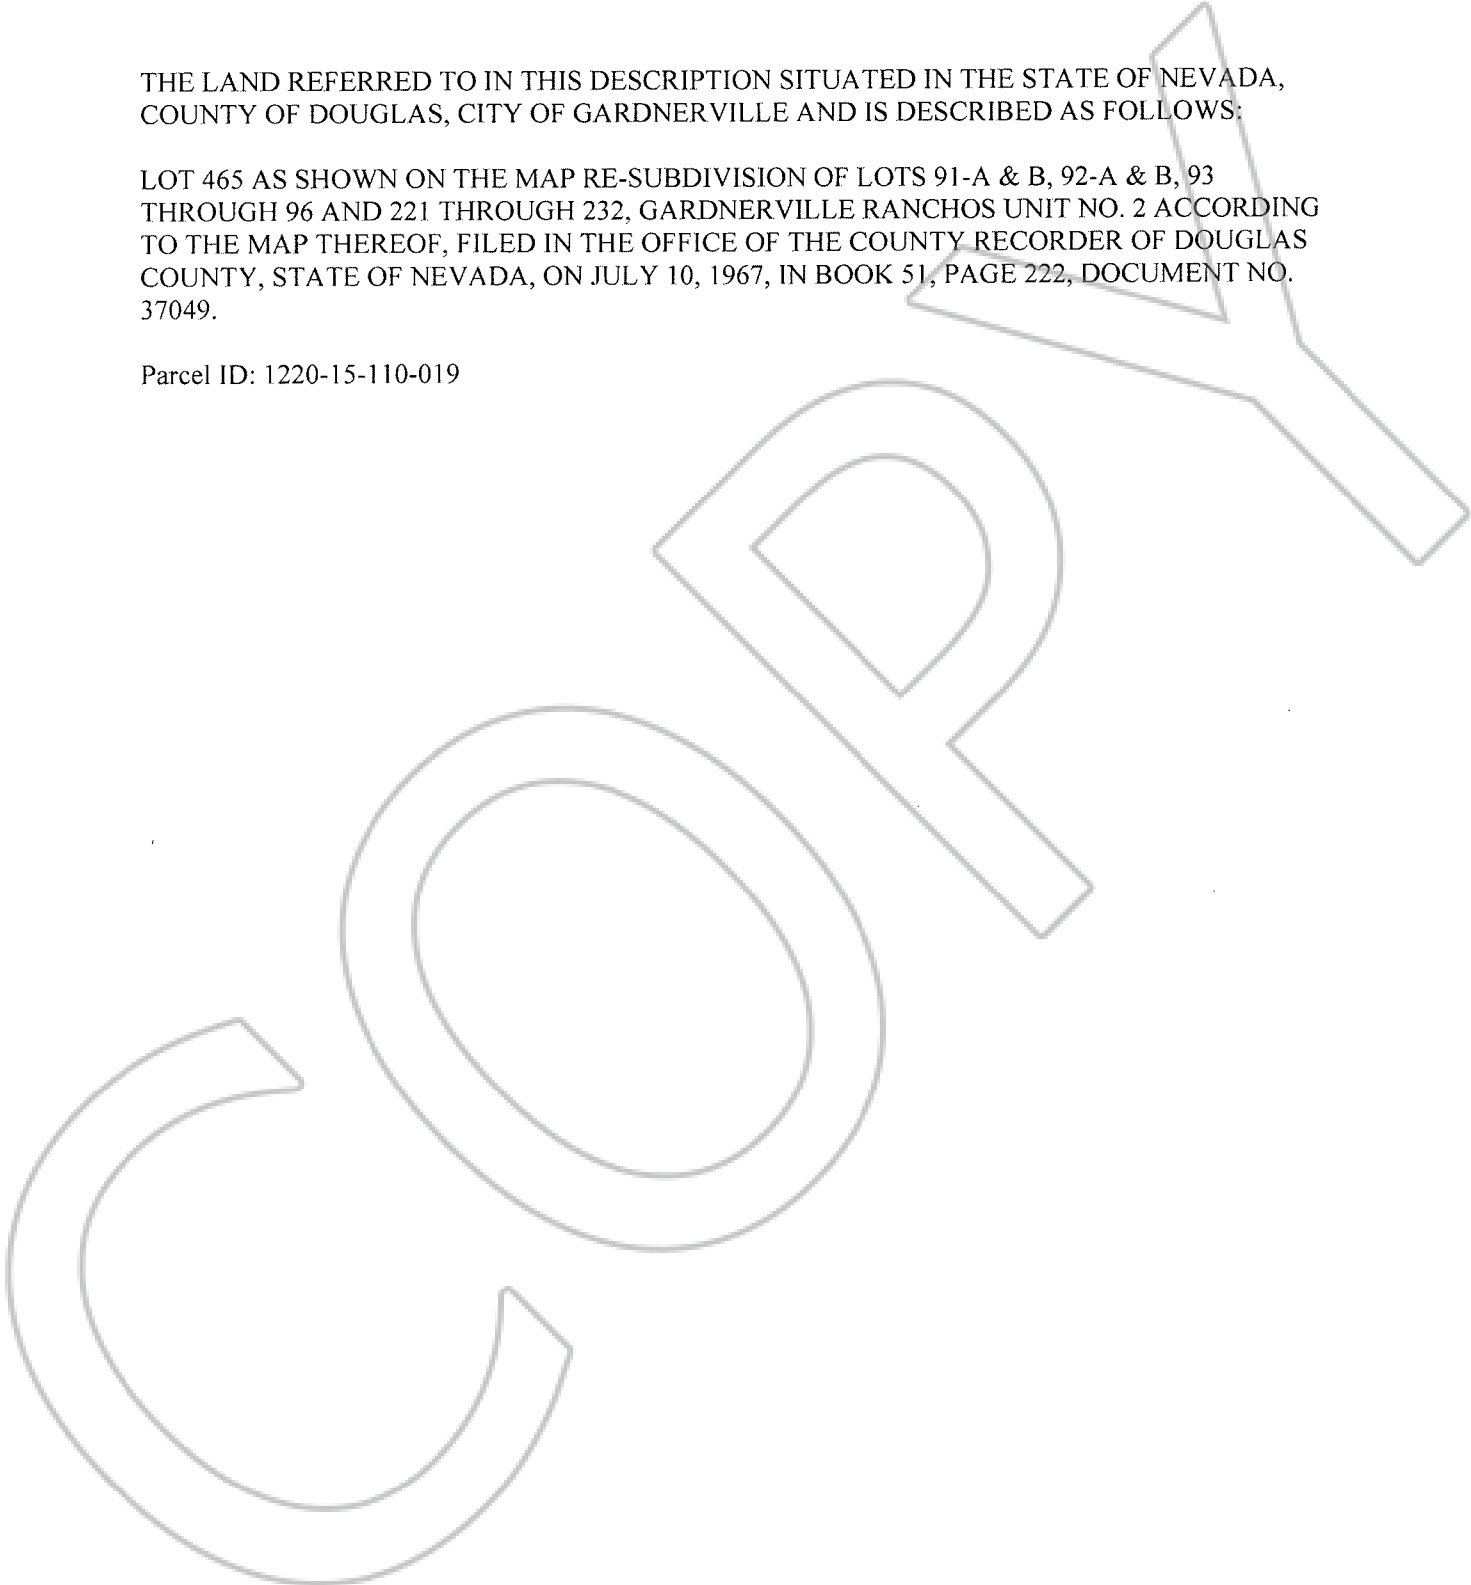 THE LAND REFERRED TO IN THIS DESCRIPTION SITUATED IN THE STATE OF NEVADA,
COUNTY OF DOUGLAS, CITY OF GARDNERVILLE AND IS DESCRIBED AS FOLLOWS:
LOT 465 AS SHOWN ON THE MAP RE-SUBDIVISION OF LOTS 91-A & B, 92-A & B, 93
THROUGH 96 AND 221 THROUGH 232, GARDNERVILLE RANCHOS UNIT NO. 2 ACCORDING
TO THE MAP THEREOF, FILED IN THE OFFICE OF THE COUNTY RECORDER OF DOUGLAS
COUNTY, STATE OF NEVADA, ON JULY 10, 1967, IN BOOK 51, PAGE 222, DOCUMENT NO.
37049.
Parcel ID: 1220-15-110-019
COPY